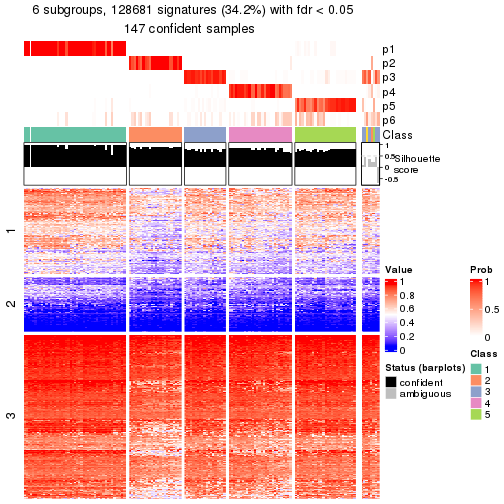 6 subgroups, 128681 signatures (34.2%) with fdr < 0.05
147 confident samples
p1
p2
p3
p4
p5
p6
Class
1
0.5
0
-0.5
Silhouette
score
1
2
3
Value
1
0.8
0.6
0.4
0.2
0
Prob
1
0.5
0
Status (barplots)
confident
ambiguous
Class
1
2
3
4
5